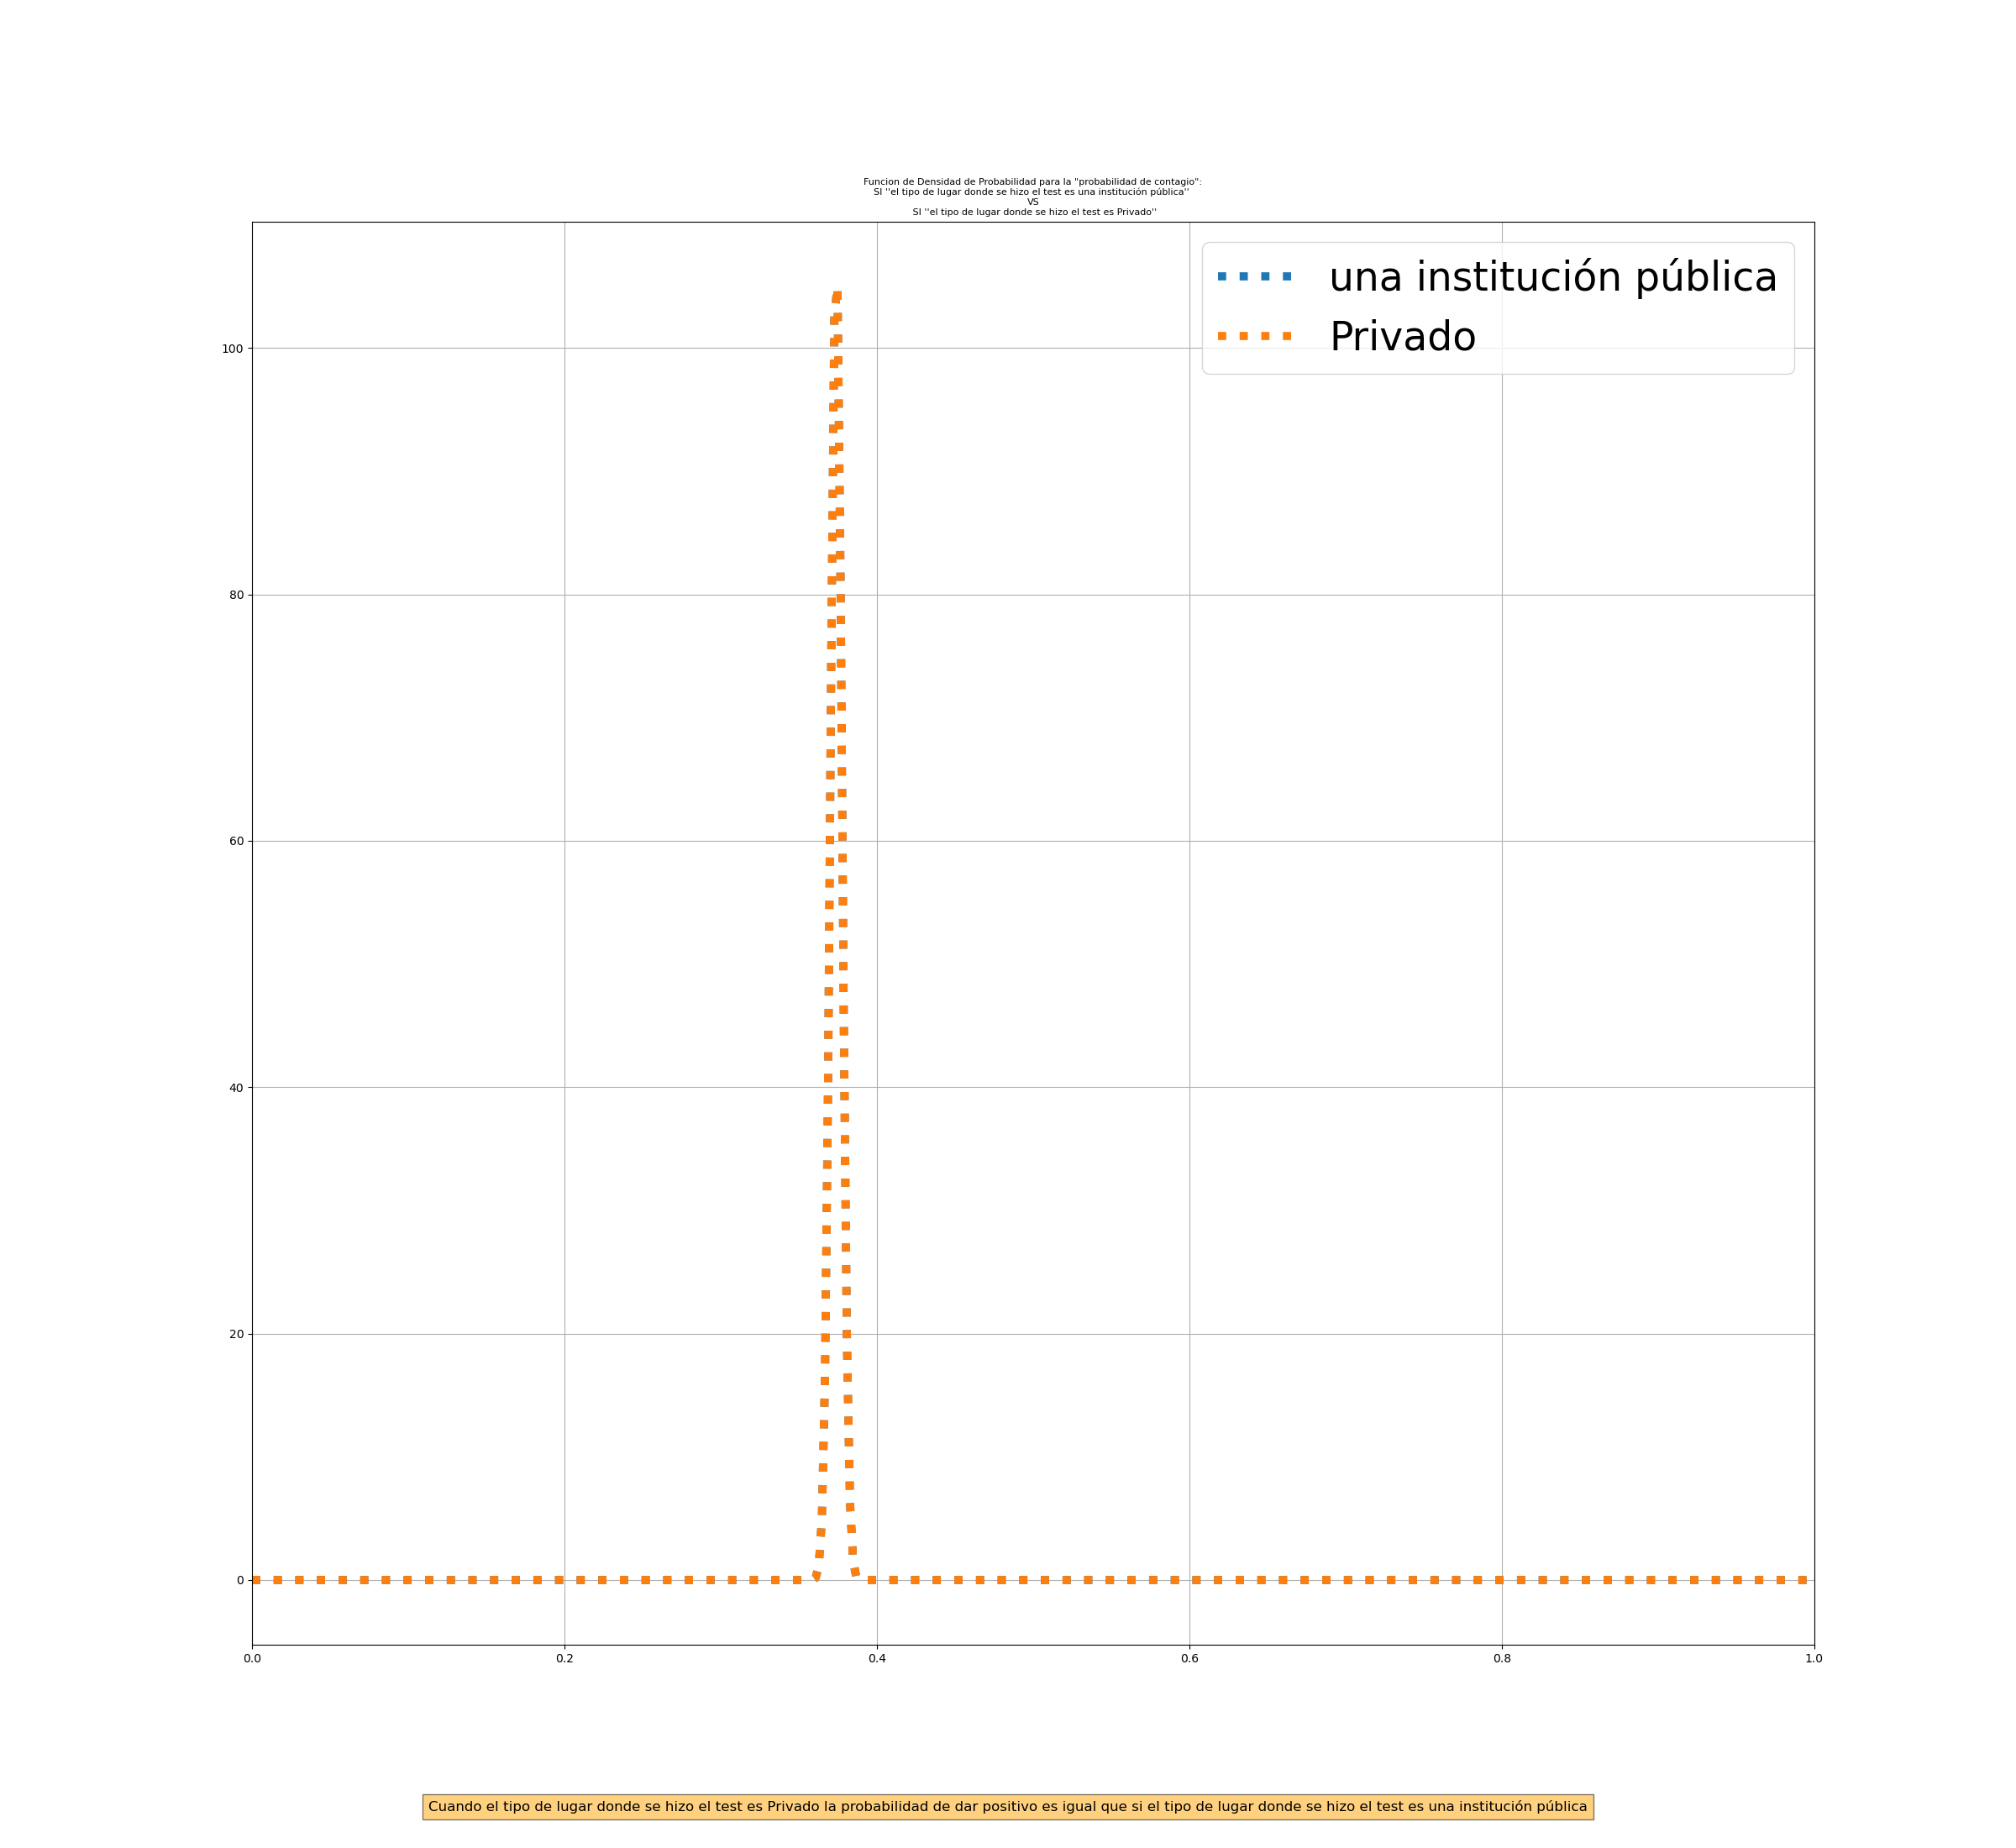 Funcion de Densidad de Probabilidad para la "probabilidad de contagio":
SI ''el tipo de lugar donde se hizo el test es una institución pública''
VS
SI ''el tipo de lugar donde se hizo el test es Privado''
una institución pública
Privado
100
80
60
40
20
0
0.0 0.2 0.4 0.6 0.8 1.0
Cuando el tipo de lugar donde se hizo el test es Privado la probabilidad de dar positivo es igual que si el tipo de lugar donde se hizo el test es una institución pública